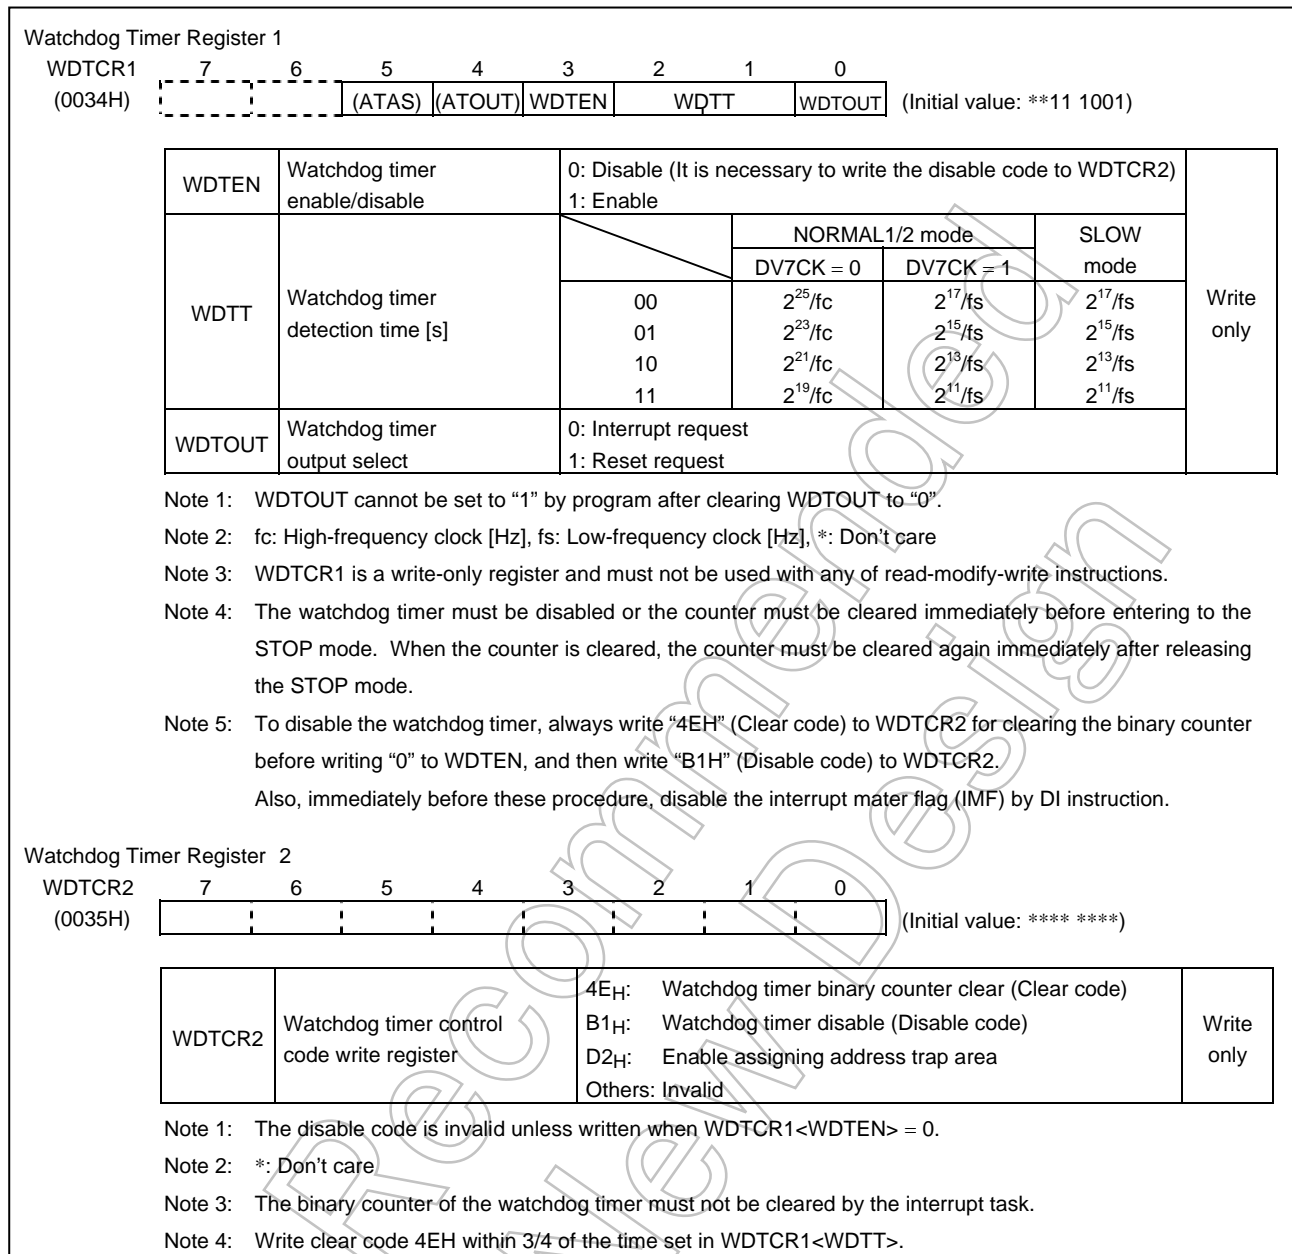 Watchdog Timer Register 1
WDTCR1 7 6 5 4 3 2 1 0
(0034H) (ATAS) (ATOUT) WDTEN WDTT WDTOUT (Initial value: **11 1001)
WDTEN Watchdog timer enable/disable 0: Disable (It is necessary to write the disable code to WDTCR2)
1: Enable
NORMAL1/2 mode SLOW mode
DV7CK = 0 DV7CK = 1
WDTT Watchdog timer detection time [s] 00 2^25/fc 2^17/fs 2^17/fs Write only
01 2^23/fc 2^15/fs 2^15/fs
10 2^21/fc 2^13/fs 2^13/fs
11 2^19/fc 2^11/fs 2^11/fs
WDTOUT Watchdog timer output select 0: Interrupt request
1: Reset request
Note 1: WDTOUT cannot be set to “1” by program after clearing WDTOUT to “0”.
Note 2: fc: High-frequency clock [Hz], fs: Low-frequency clock [Hz], *: Don’t care
Note 3: WDTCR1 is a write-only register and must not be used with any of read-modify-write instructions.
Note 4: The watchdog timer must be disabled or the counter must be cleared immediately before entering to the
STOP mode. When the counter is cleared, the counter must be cleared again immediately after releasing
the STOP mode.
Note 5: To disable the watchdog timer, always write “4EH” (Clear code) to WDTCR2 for clearing the binary counter
before writing “0” to WDTEN, and then write “B1H” (Disable code) to WDTCR2.
Also, immediately before these procedure, disable the interrupt mater flag (IMF) by DI instruction.
Watchdog Timer Register 2
WDTCR2 7 6 5 4 3 2 1 0
(0035H) (Initial value: **** ****)
WDTCR2 Watchdog timer control code write register 4EH: Watchdog timer binary counter clear (Clear code) Write only
B1H: Watchdog timer disable (Disable code)
D2H: Enable assigning address trap area
Others: Invalid
Note 1: The disable code is invalid unless written when WDTCR1<WDTEN> = 0.
Note 2: *: Don’t care
Note 3: The binary counter of the watchdog timer must not be cleared by the interrupt task.
Note 4: Write clear code 4EH within 3/4 of the time set in WDTCR1<WDTT>.
Recommended
New Design